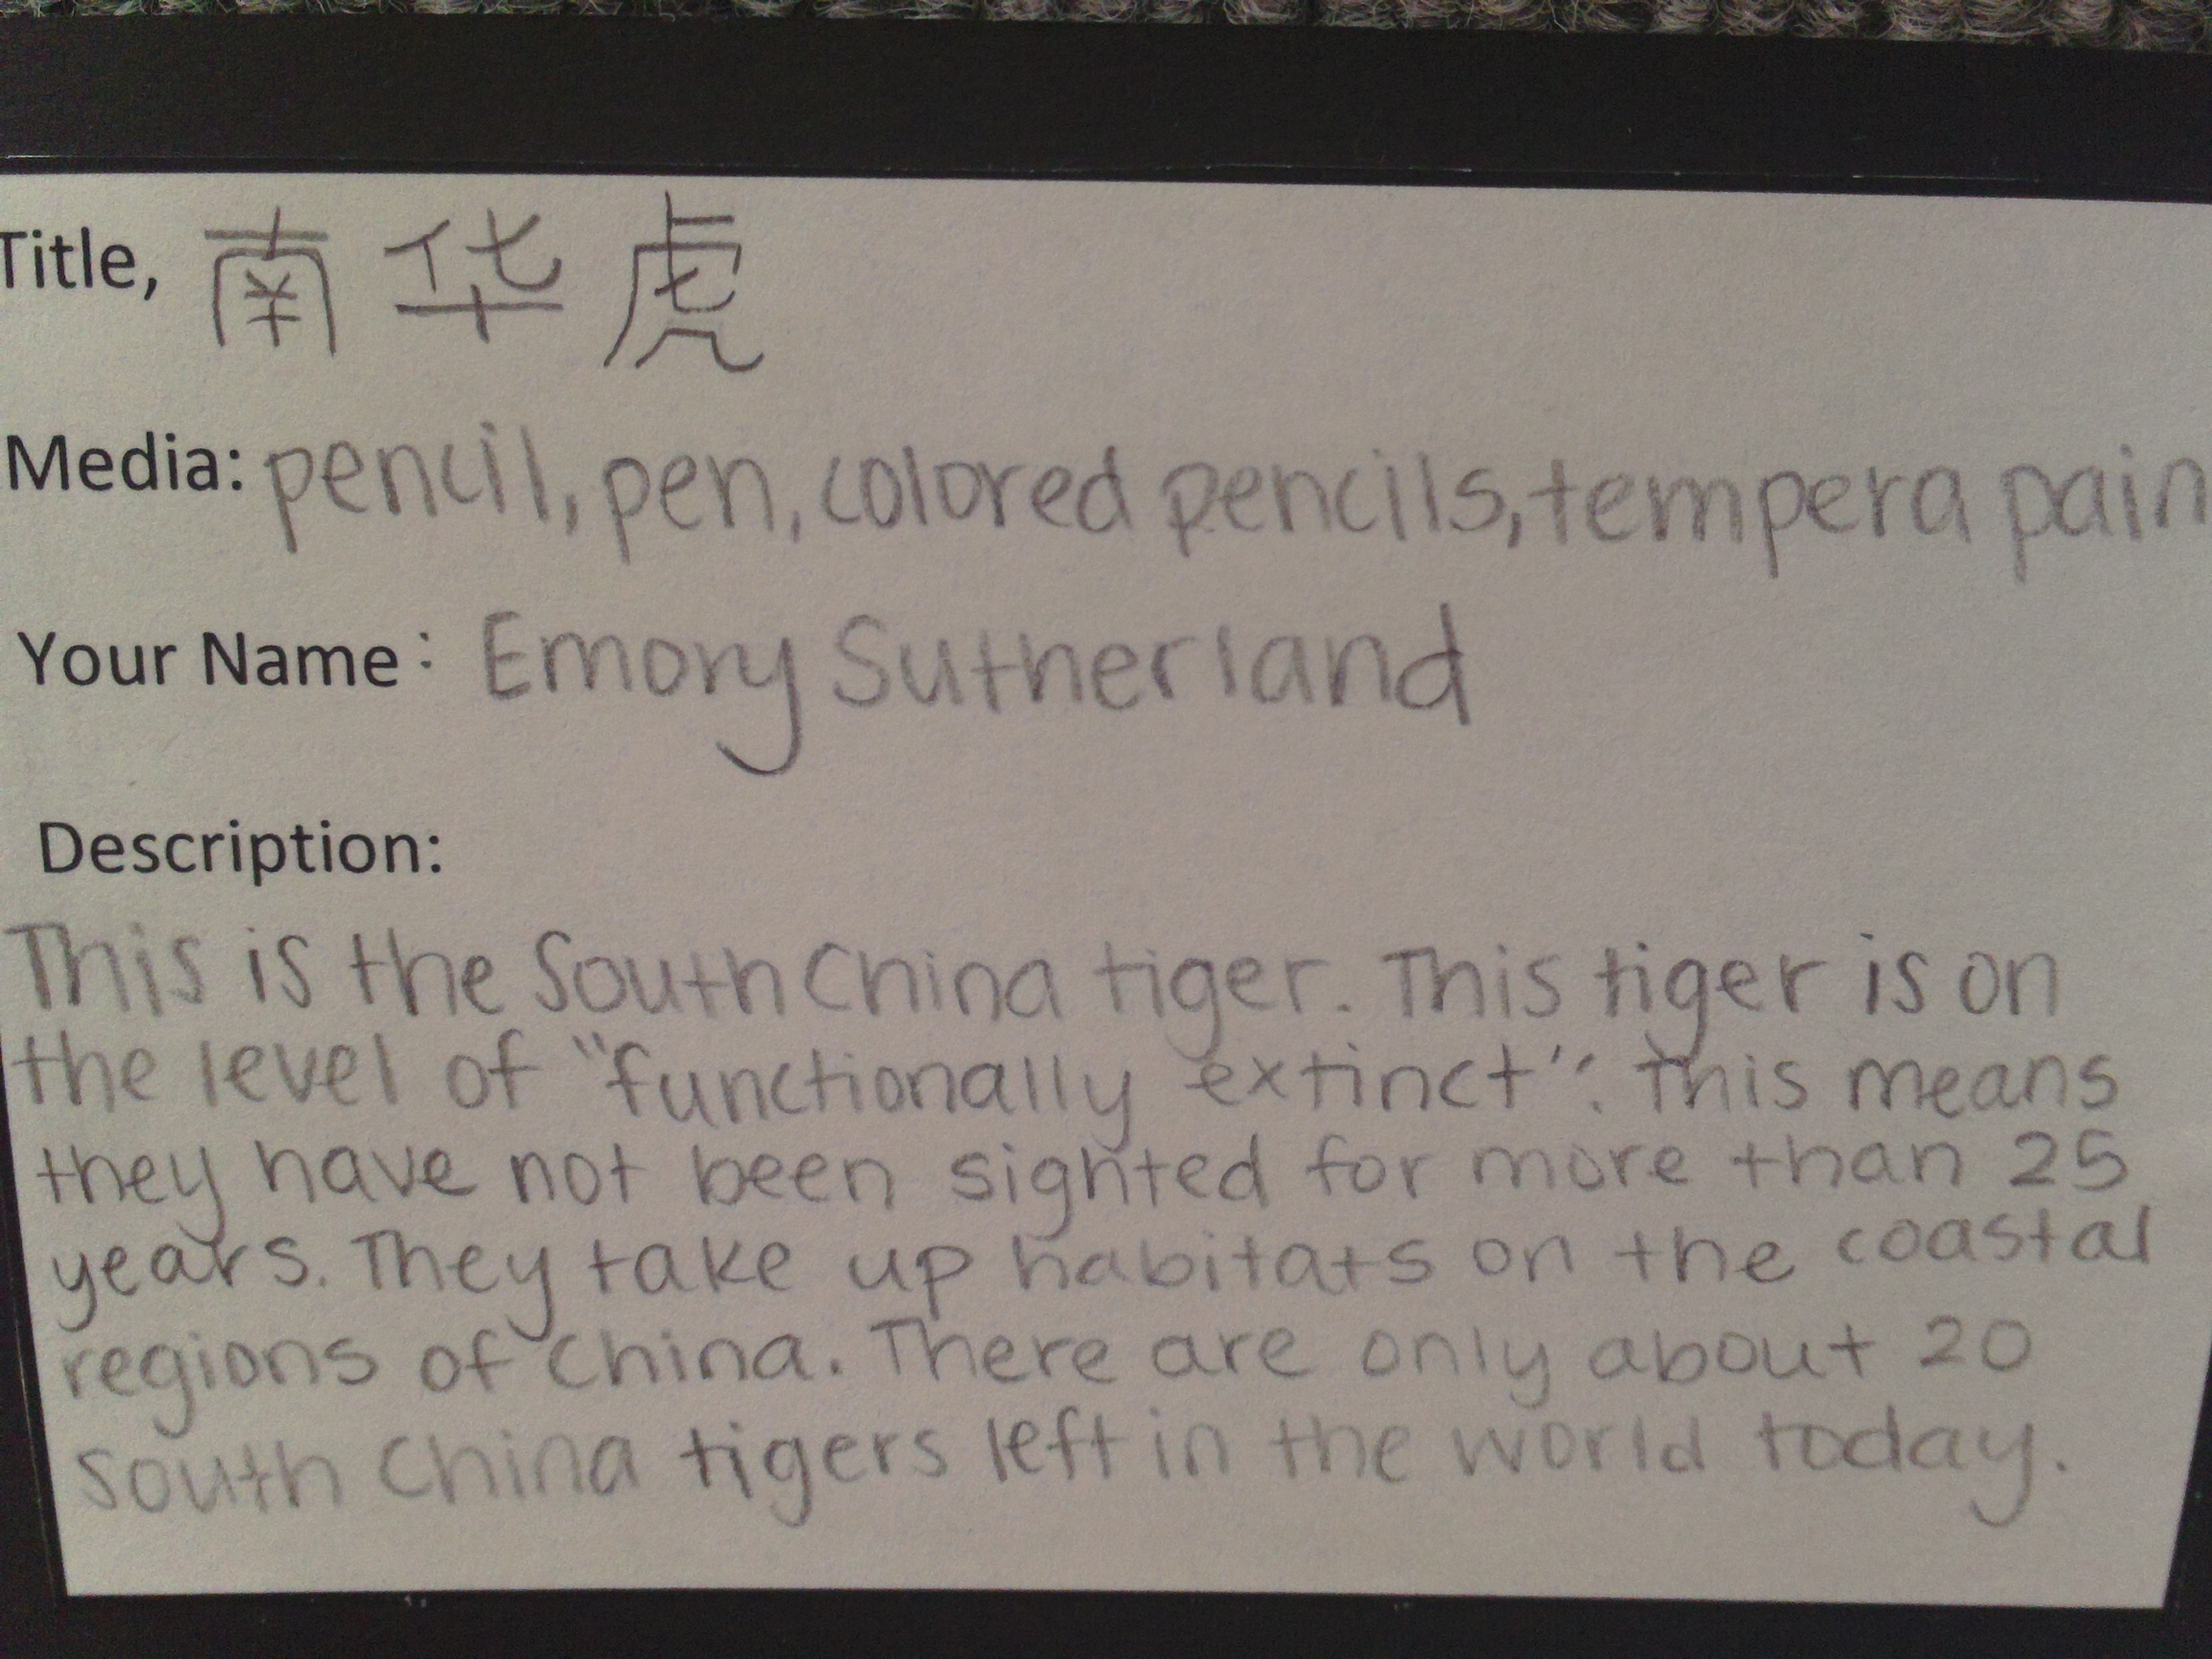 Title, 南华虎
Media: pencil, pen, colored pencils, tempera pain
Your Name: Emory Sutherland
Description:
This is the South China tiger. This tiger is on
the level of "functionally extinct". This means
they have not been sighted for more than 25
years. They take up habitats on the coastal
regions of China. There are only about 20
South China tigers left in the world today.